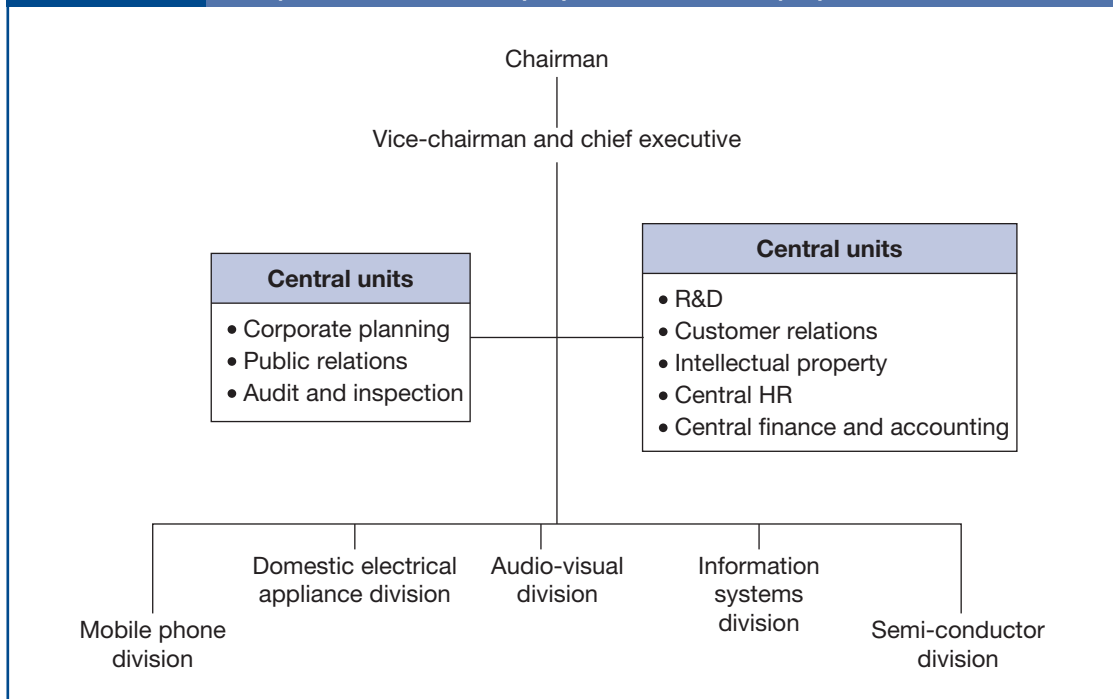 Chairman
Vice-chairman and chief executive
Central units
• Corporate planning
• Public relations
• Audit and inspection
Central units
• R&D
• Customer relations
• Intellectual property
• Central HR
• Central finance and accounting
Domestic electrical
appliance division
Audio-visual
division
Information
systems
division
Mobile phone
division
Semi-conductor
division